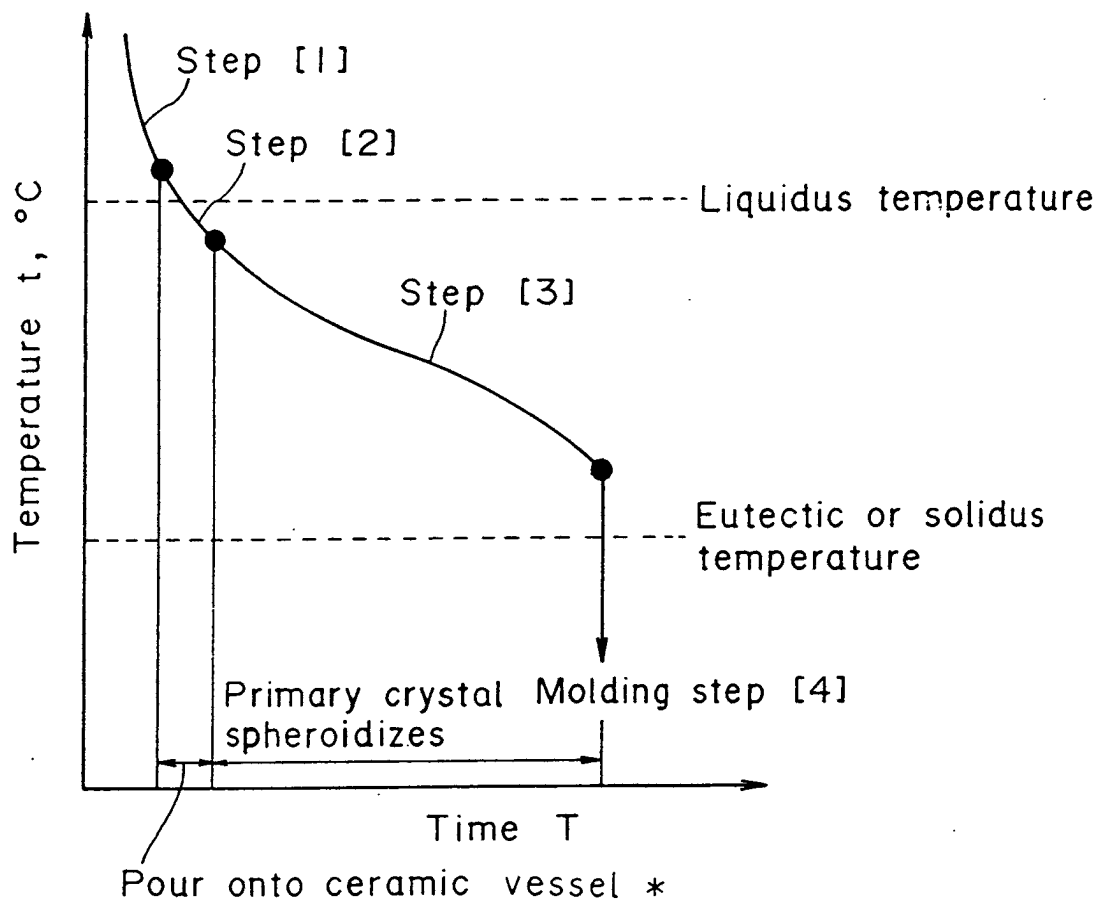 Step [1]
Step [2]
Liquidus temperature
Step [3]
Temperature t, °C
Eutectic or solidus
temperature
Primary crystal
spheroidizes
Molding step [4]
Time T
Pour onto ceramic vessel *